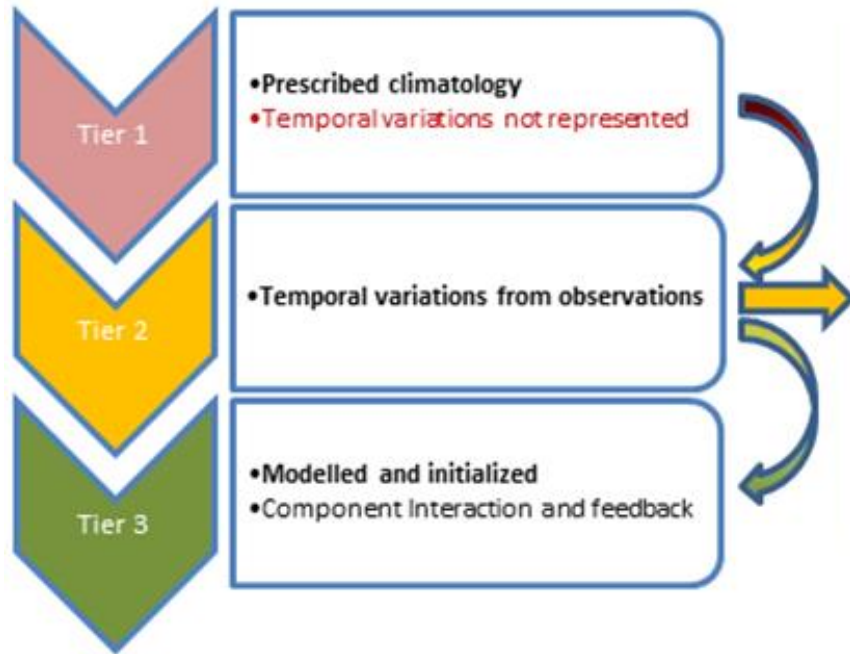 Tier 1
•Prescribed climatology
•Temporal variations not represented
Tier 2
•Temporal variations from observations
Tier 3
•Modelled and initialized
•Component Interaction and feedback